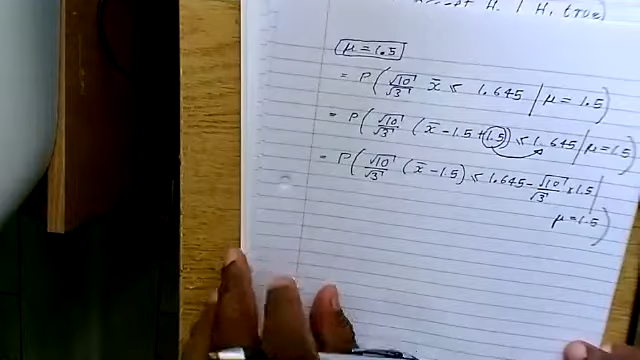 H₀ | H₁ true)
μ = 1.5
= P( √10/√3 x̄ < 1.645 | μ = 1.5)
= P( √10/√3 (x̄ - 1.5 + 1.5) < 1.645 | μ = 1.5)
= P( √10/√3 (x̄ - 1.5) < 1.645 - √10/√3 × 1.5 |
μ = 1.5)